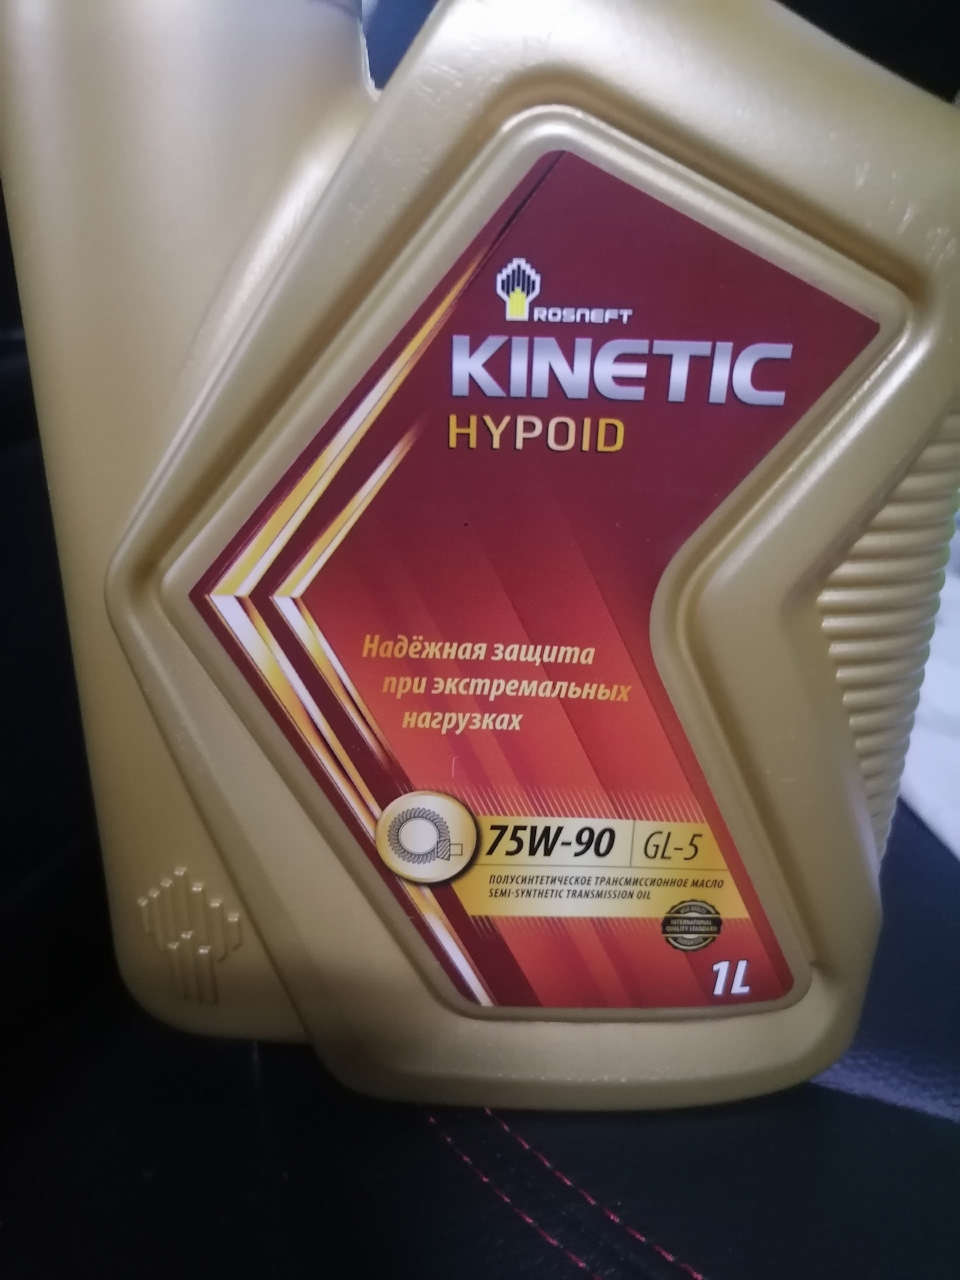 ROSNEFT
KINETIC
HYPOID
Надёжная защита
при экстремальных
нагрузках
75W-90 GL-5
ПОЛУСИНТЕТИЧЕСКОЕ ТРАНСМИССИОННОЕ МАСЛО
SEMI-SYNTHETIC TRANSMISSION OIL
INTERNATIONAL
QUALITY STANDARD
1L